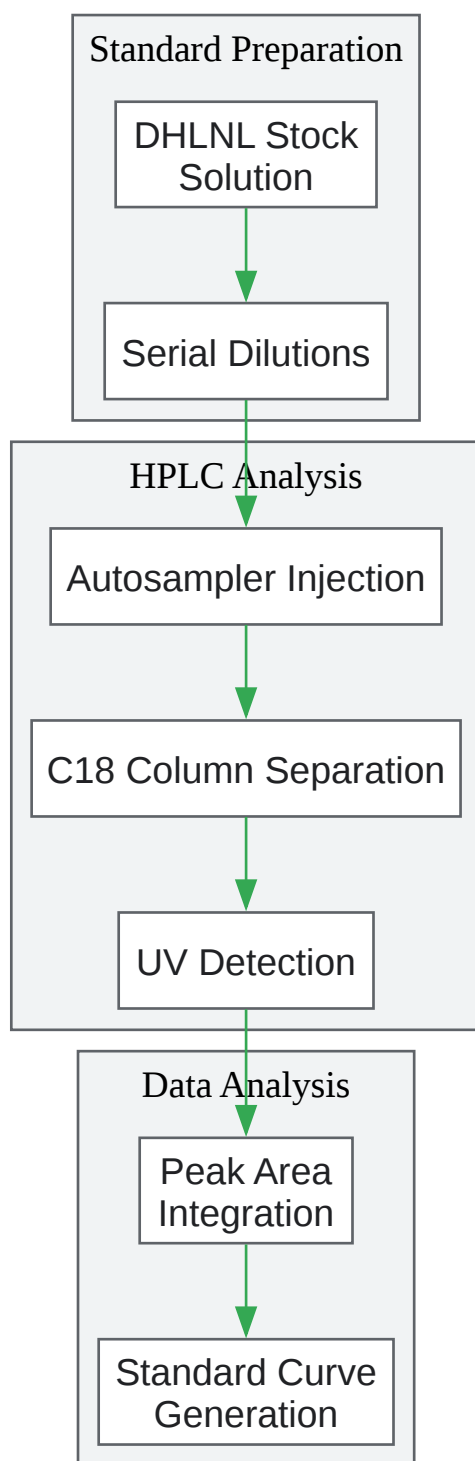 Standard Preparation
DHLNL Stock
Solution
Serial Dilutions
HPLC Analysis
Autosampler Injection
C18 Column Separation
UV Detection
Data Analysis
Peak Area
Integration
Standard Curve
Generation